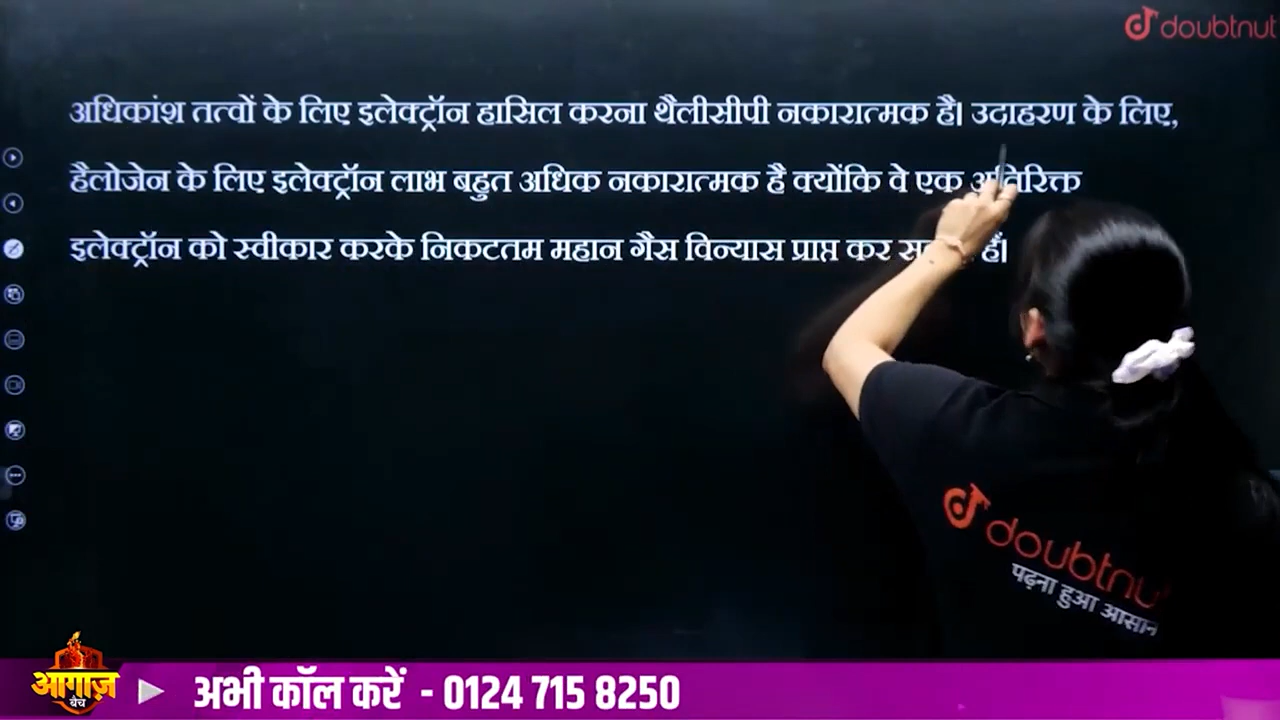 doubtnut
अधिकांश तत्वों के लिए इलेक्ट्रॉन हासिल करना थैलीसीपी नकारात्मक है। उदाहरण के लिए,
हैलोजेन के लिए इलेक्ट्रॉन लाभ बहुत अधिक नकारात्मक है क्योंकि वे एक अतिरिक्त
इलेक्ट्रॉन को स्वीकार करके निकटतम महान गैस विन्यास प्राप्त कर हैं।
doubtnut
पढ़ना हुआ आसान
आगाज़
बैच
अभी कॉल करें - 0124 715 8250